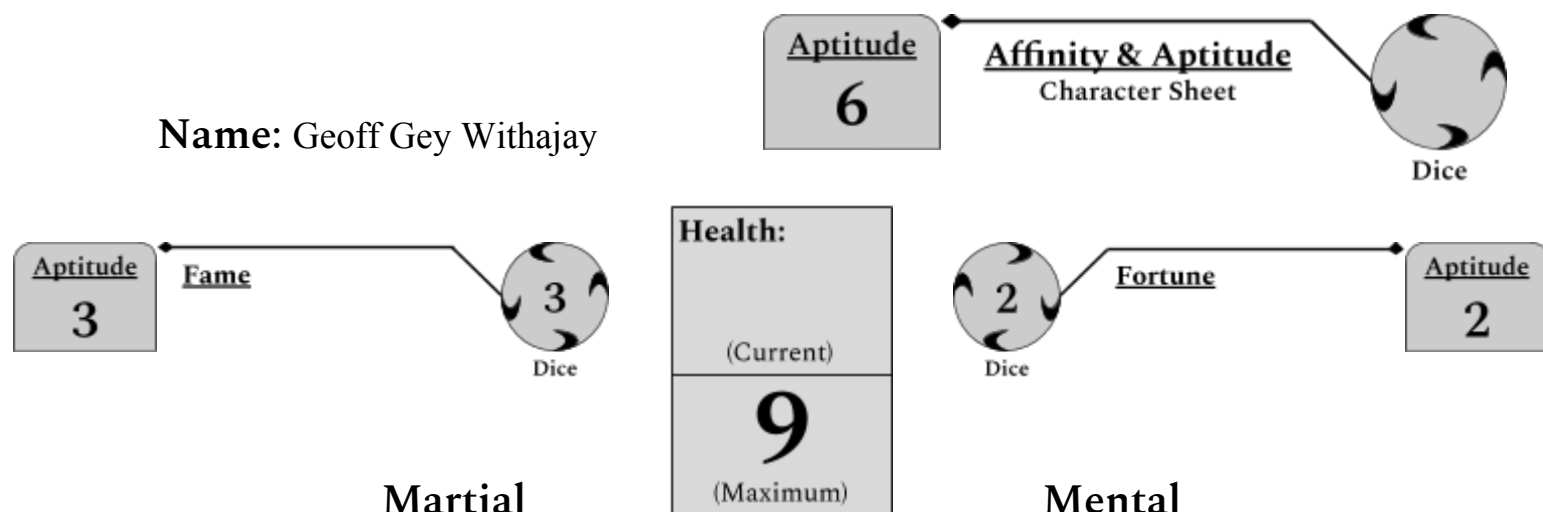 Aptitude
6
Affinity & Aptitude
Character Sheet
Dice
Name: Geoff Gey Withajay
Aptitude
3
Fame
3
Dice
Health:
(Current)
9
(Maximum)
2
Dice
Fortune
Aptitude
2
Martial
Mental